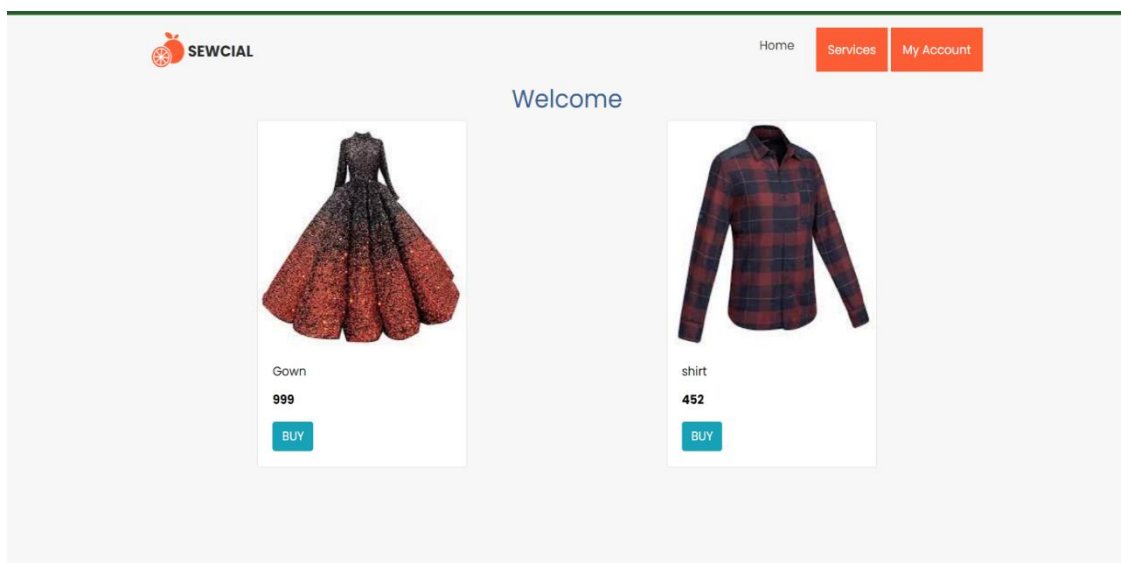 SEWCIAL
Home
Services
My Account
Welcome
Gown
999
BUY
shirt
452
BUY